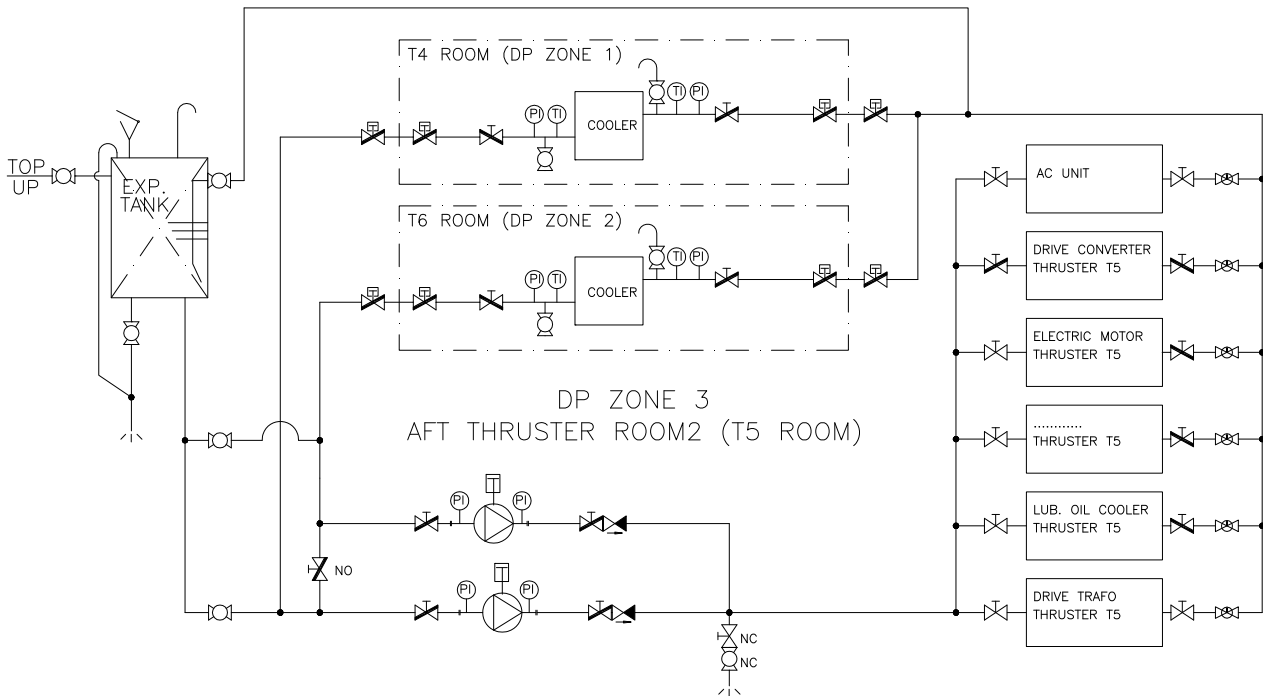 T4 ROOM (DP ZONE 1)
PI TI
COOLER
TI PI
TOP
UP
EXP.
TANK
AC UNIT
T6 ROOM (DP ZONE 2)
PI TI
COOLER
TI PI
DRIVE CONVERTER
THRUSTER T5
ELECTRIC MOTOR
THRUSTER T5
DP ZONE 3
AFT THRUSTER ROOM2 (T5 ROOM)
............
THRUSTER T5
PI
PI
LUB. OIL COOLER
THRUSTER T5
NO
PI
PI
DRIVE TRAFO
THRUSTER T5
NC
NC